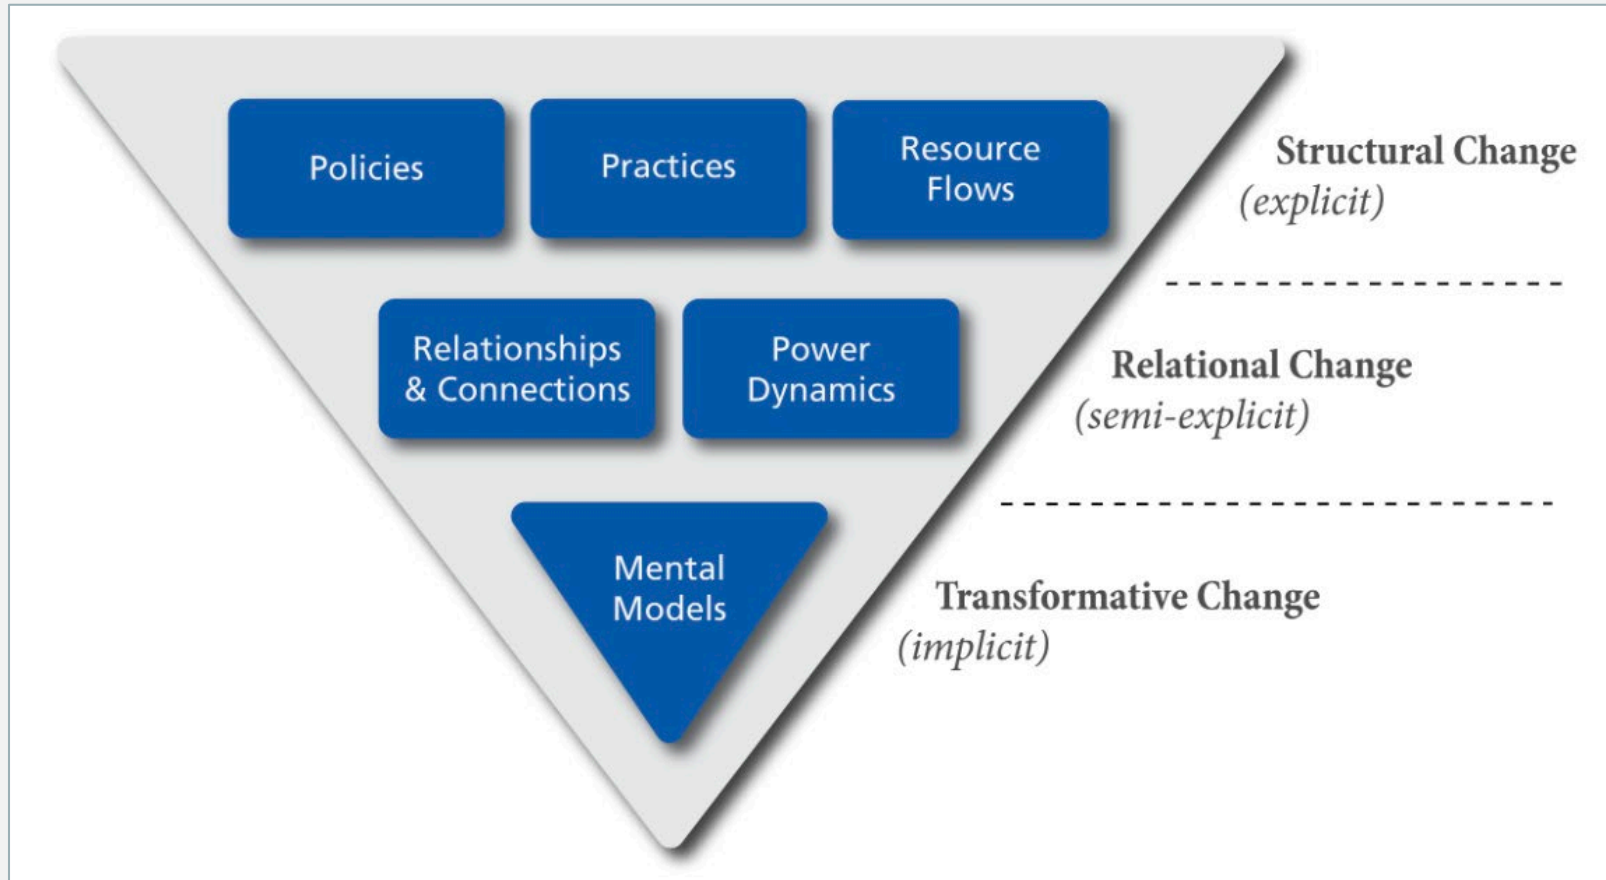 Policies
Practices
Resource
Flows
Structural Change
(explicit)
Relationships
& Connections
Power
Dynamics
Relational Change
(semi-explicit)
Mental
Models
Transformative Change
(implicit)